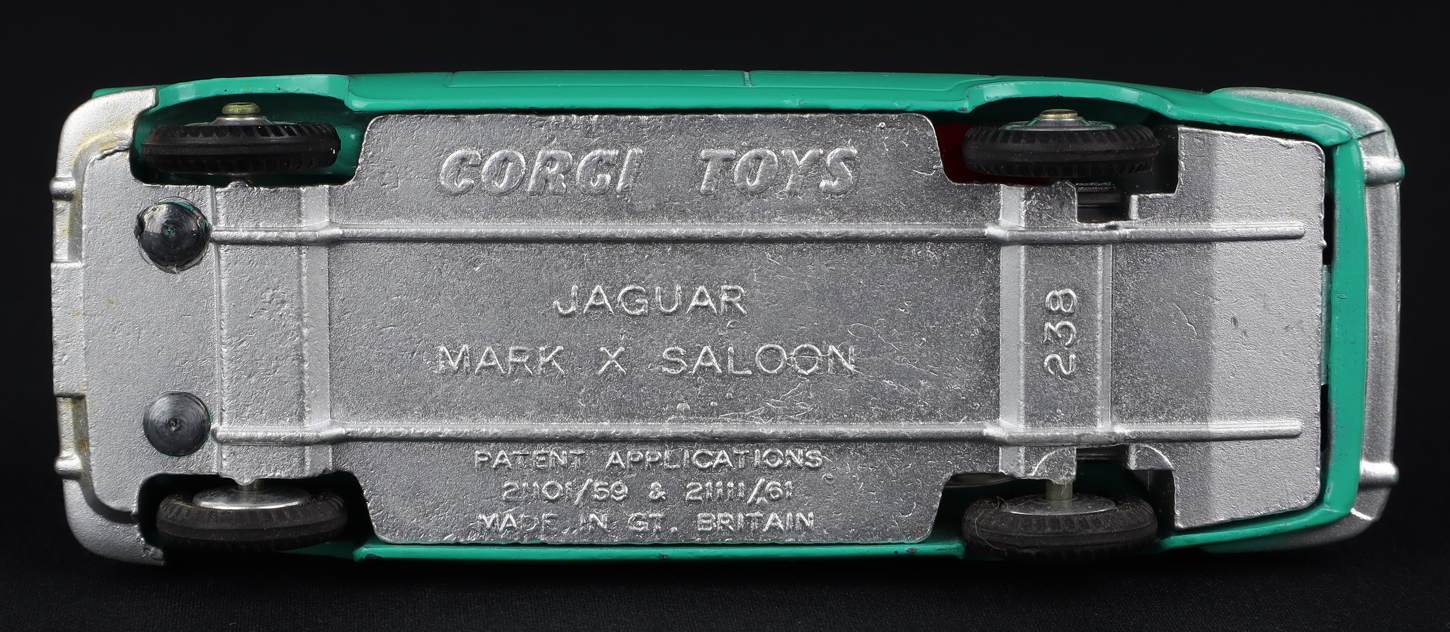 CORGI TOYS
JAGUAR
MARK X SALOON
238
PATENT APPLICATIONS
21101/59 & 21111/61
MADE IN GT. BRITAIN